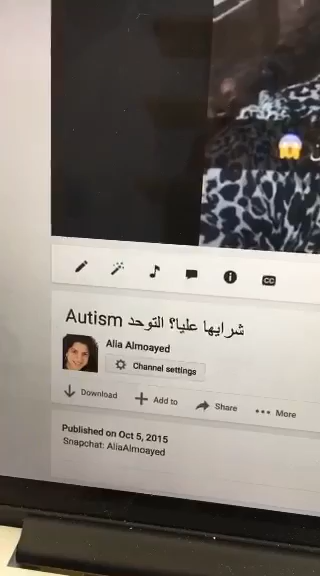 CC
Autism شرايها عليا؟ التوحد
Alia Almoayed
Channel settings
Download
Add to
Share
More
Published on Oct 5, 2015
Snapchat: AliaAlmoayed